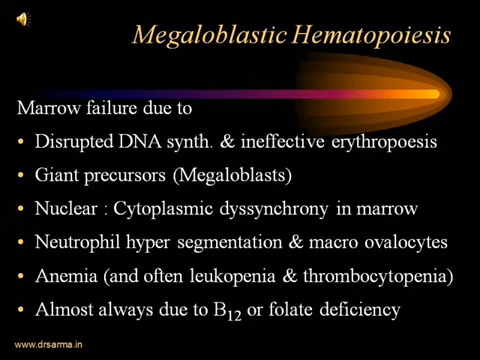 Megaloblastic Hematopoiesis
Marrow failure due to
• Disrupted DNA synth. & ineffective erythropoesis
• Giant precursors (Megaloblasts)
• Nuclear : Cytoplasmic dyssynchrony in marrow
• Neutrophil hyper segmentation & macro ovalocytes
• Anemia (and often leukopenia & thrombocytopenia)
• Almost always due to B12 or folate deficiency
www.drsarma.in